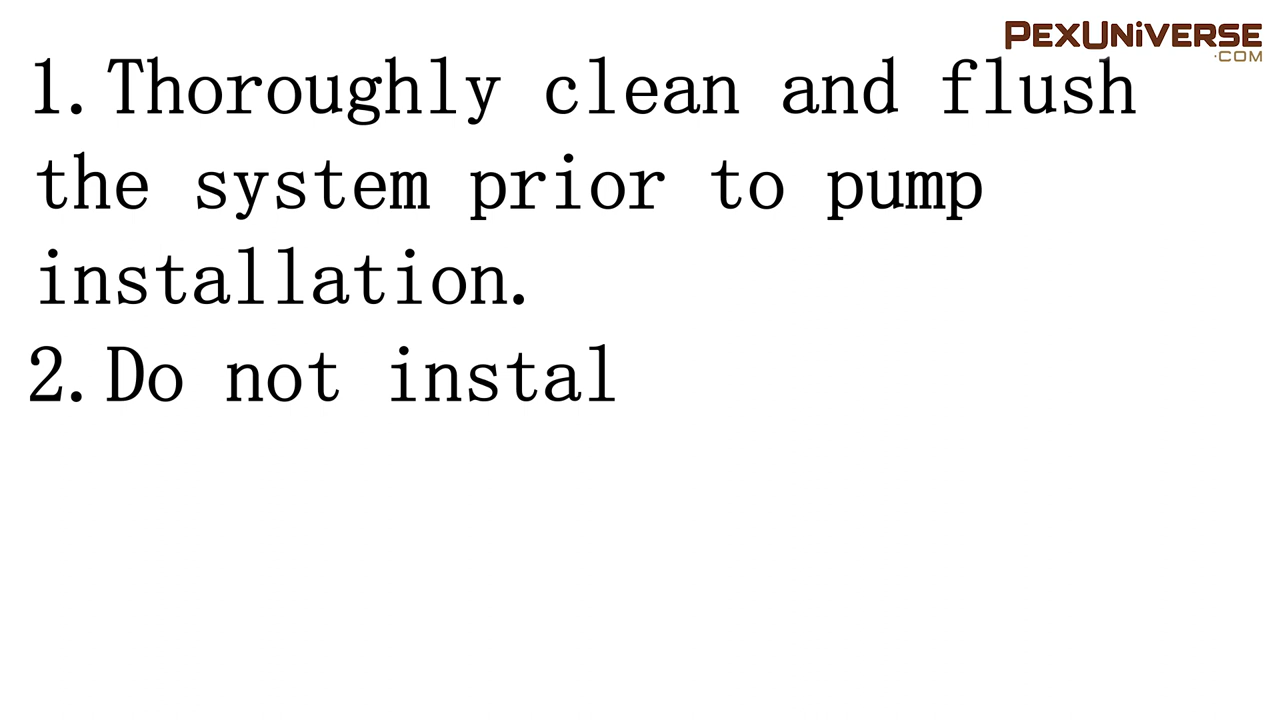 PEXUNiVERSE
.COM
1.Thoroughly clean and flush
the system prior to pump
installation.
2.Do not instal